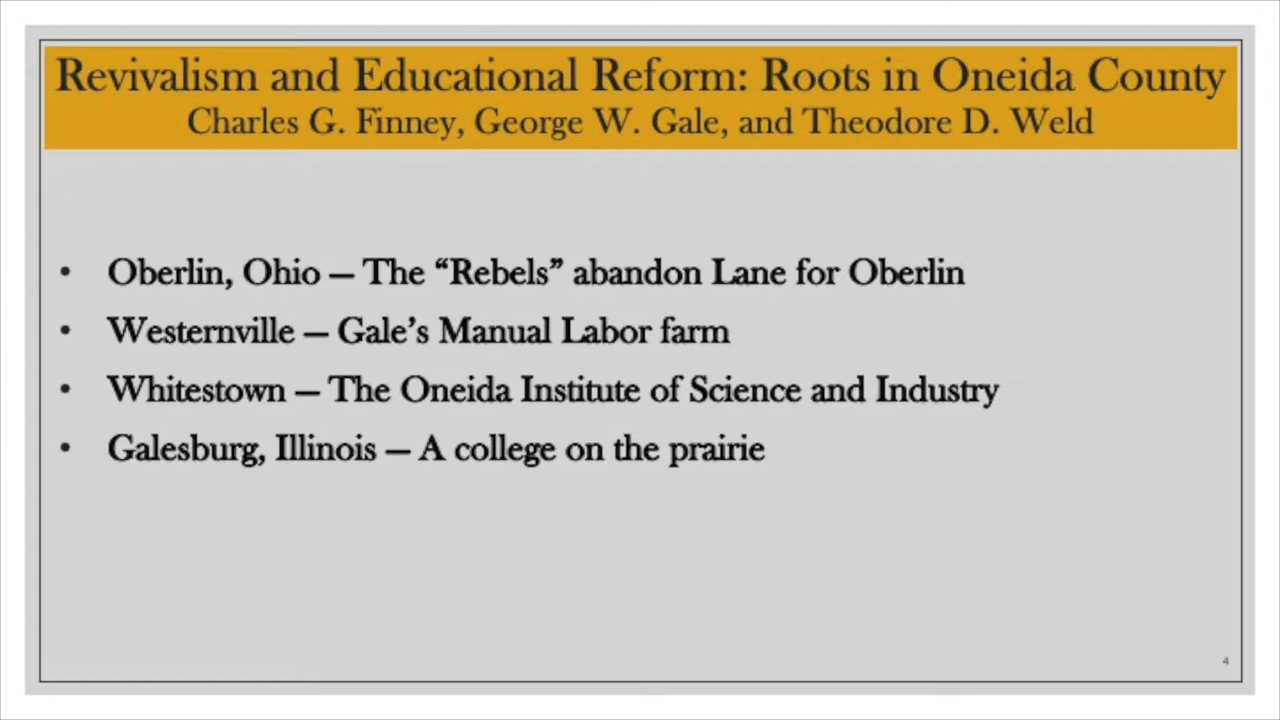 Revivalism and Educational Reform: Roots in Oneida County
Charles G. Finney, George W. Gale, and Theodore D. Weld
• Oberlin, Ohio — The “Rebels” abandon Lane for Oberlin
• Westernville — Gale’s Manual Labor farm
• Whitestown — The Oneida Institute of Science and Industry
• Galesburg, Illinois — A college on the prairie
4